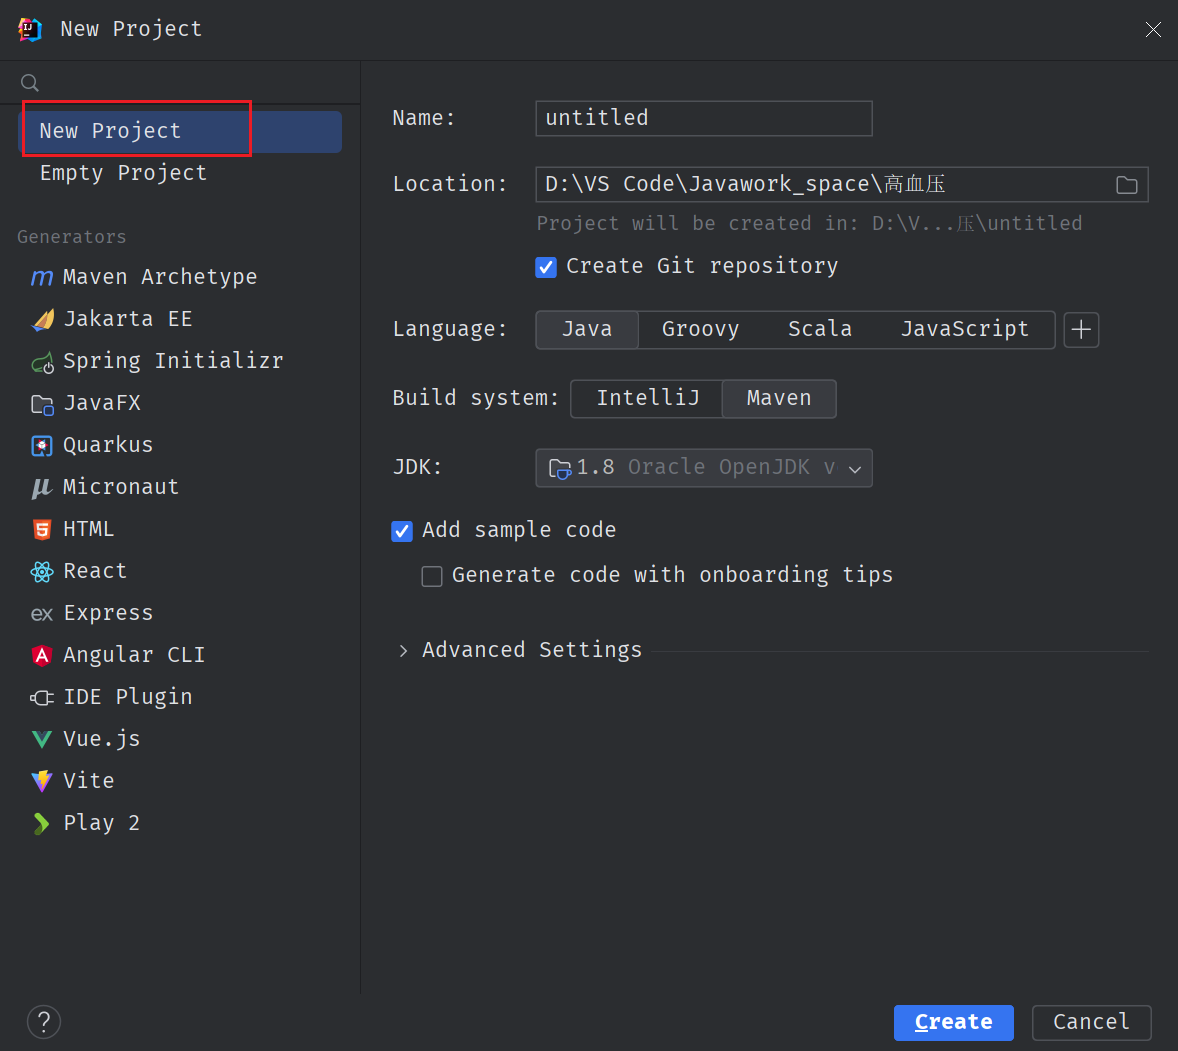 New Project
New Project
Empty Project
Generators
Maven Archetype
Jakarta EE
Spring Initializr
JavaFX
Quarkus
Micronaut
HTML
React
Express
Angular CLI
IDE Plugin
Vue.js
Vite
Play 2
Name: untitled
Location: D:\VS Code\Javawork_space\高血压
Project will be created in: D:\V...压\untitled
Create Git repository
Language: Java Groovy Scala JavaScript
Build system: IntelliJ Maven
JDK: 1.8 Oracle OpenJDK v
Add sample code
Generate code with onboarding tips
Advanced Settings
? Create Cancel